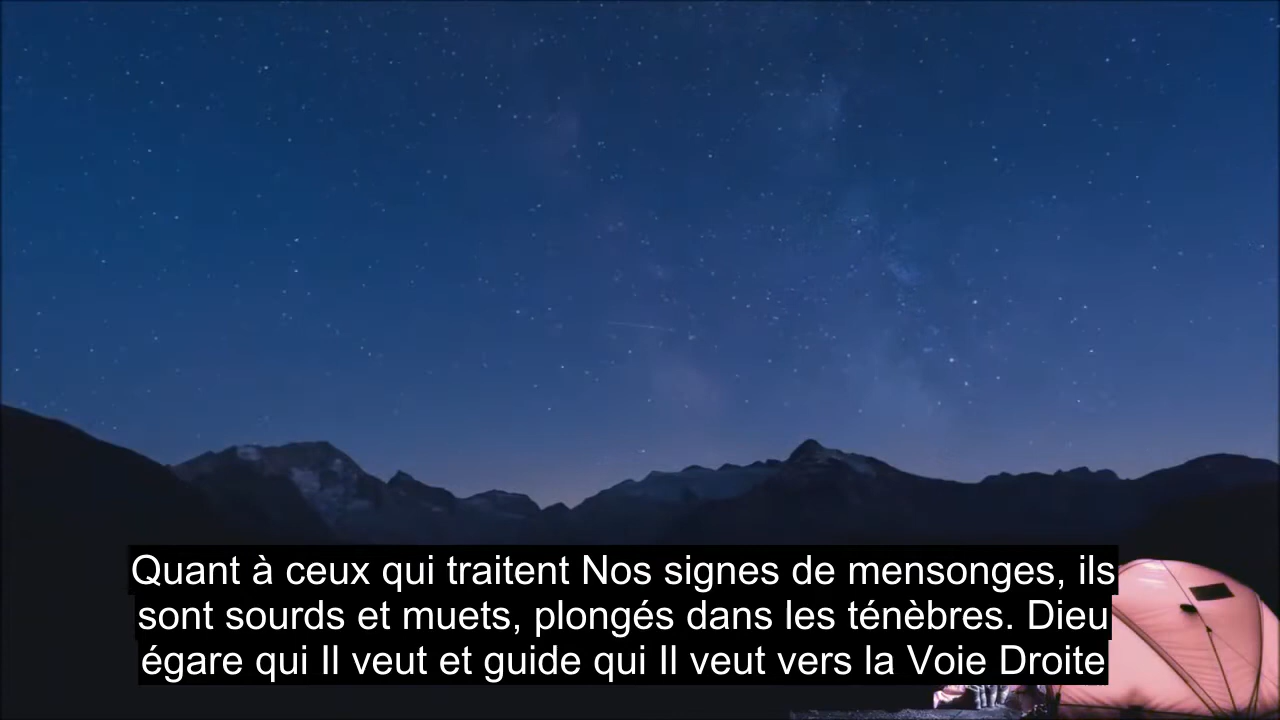 Quant à ceux qui traitent Nos signes de mensonges, ils
sont sourds et muets, plongés dans les ténèbres. Dieu
égare qui Il veut et guide qui Il veut vers la Voie Droite